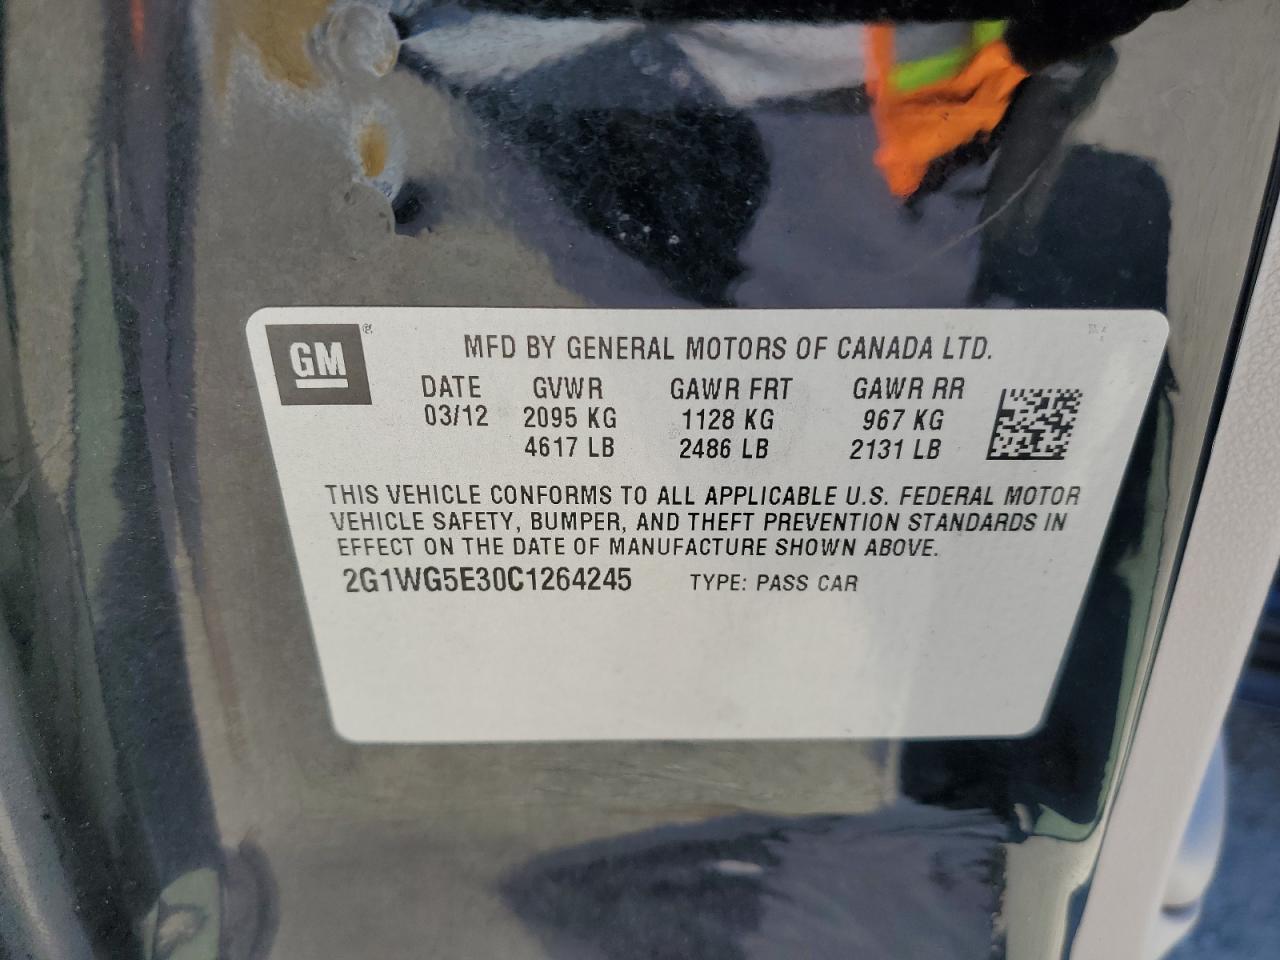 GM
MFD BY GENERAL MOTORS OF CANADA LTD.
DATE GVWR GAWR FRT GAWR RR
03/12 2095 KG 1128 KG 967 KG
4617 LB 2486 LB 2131 LB
THIS VEHICLE CONFORMS TO ALL APPLICABLE U.S. FEDERAL MOTOR
VEHICLE SAFETY, BUMPER, AND THEFT PREVENTION STANDARDS IN
EFFECT ON THE DATE OF MANUFACTURE SHOWN ABOVE.
2G1WG5E30C1264245 TYPE: PASS CAR